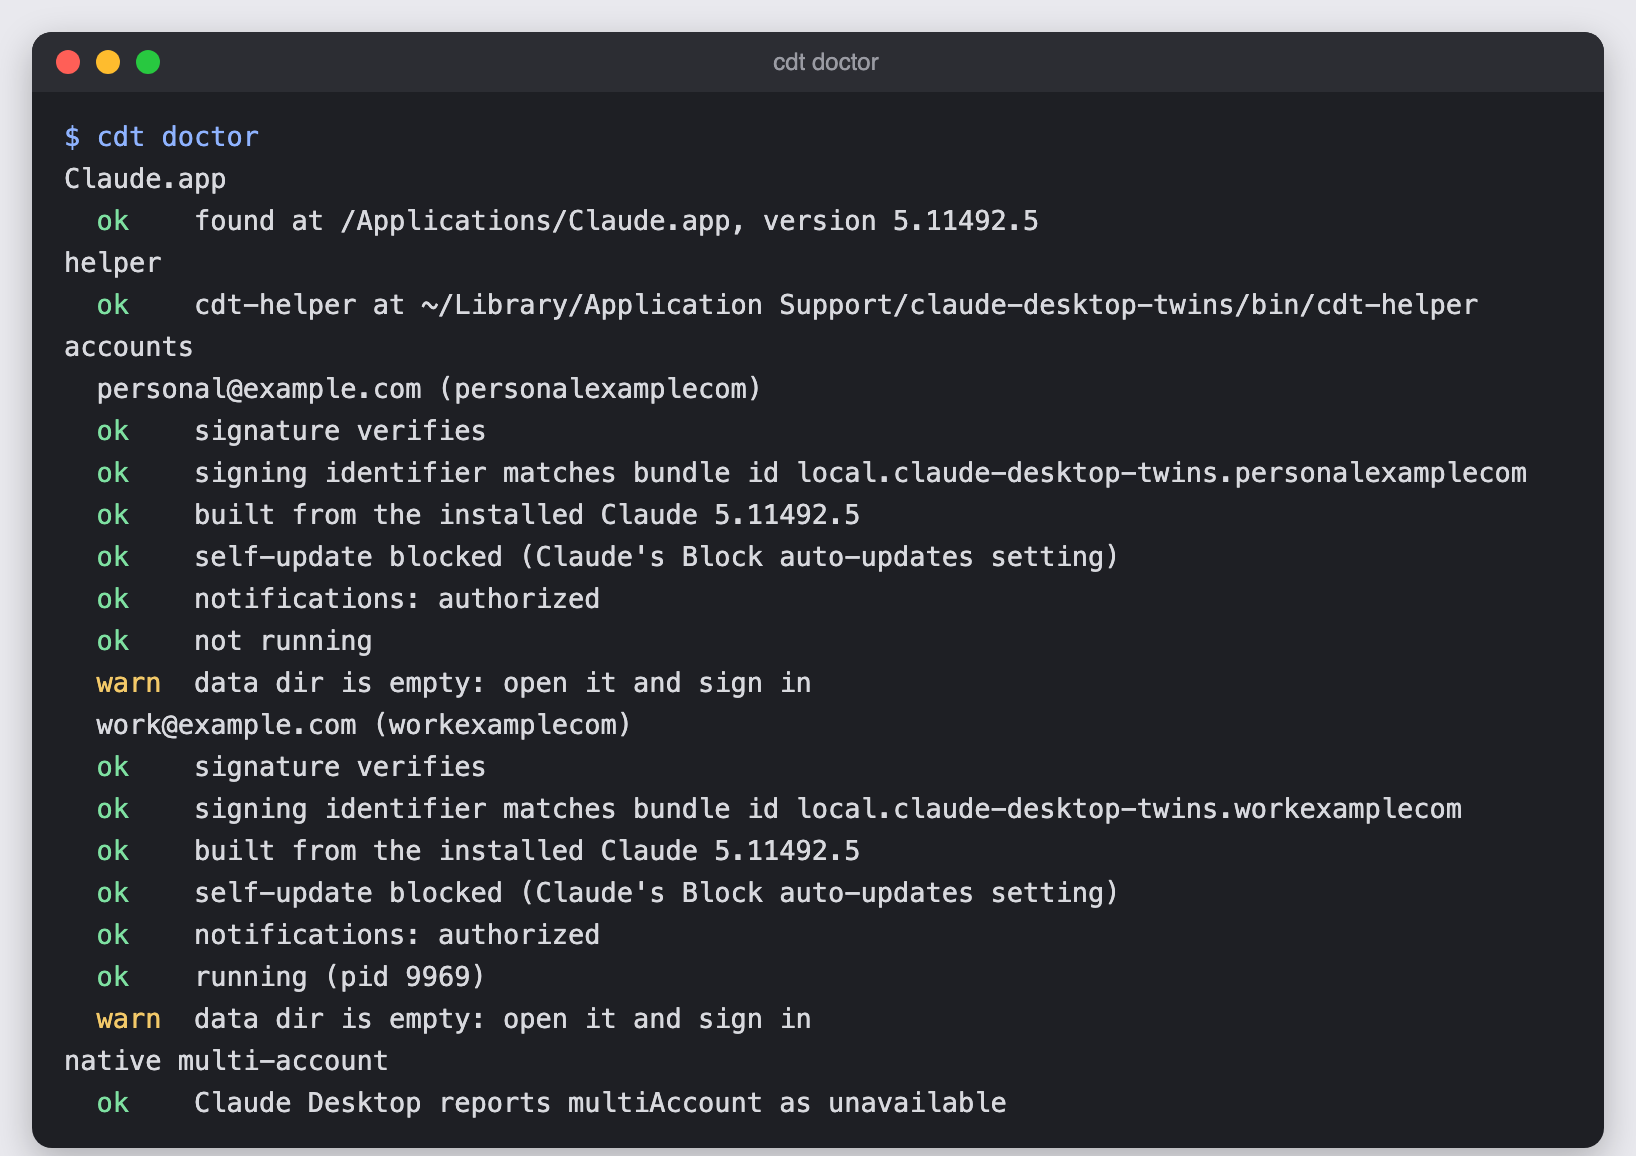 cdt doctor
$ cdt doctor
Claude.app
ok found at /Applications/Claude.app, version 5.11492.5
helper
ok cdt-helper at ~/Library/Application Support/claude-desktop-twins/bin/cdt-helper
accounts
personal@example.com (personalexamplecom)
ok signature verifies
ok signing identifier matches bundle id local.claude-desktop-twins.personalexamplecom
ok built from the installed Claude 5.11492.5
ok self-update blocked (Claude's Block auto-updates setting)
ok notifications: authorized
ok not running
warn data dir is empty: open it and sign in
work@example.com (workexamplecom)
ok signature verifies
ok signing identifier matches bundle id local.claude-desktop-twins.workexamplecom
ok built from the installed Claude 5.11492.5
ok self-update blocked (Claude's Block auto-updates setting)
ok notifications: authorized
ok running (pid 9969)
warn data dir is empty: open it and sign in
native multi-account
ok Claude Desktop reports multiAccount as unavailable